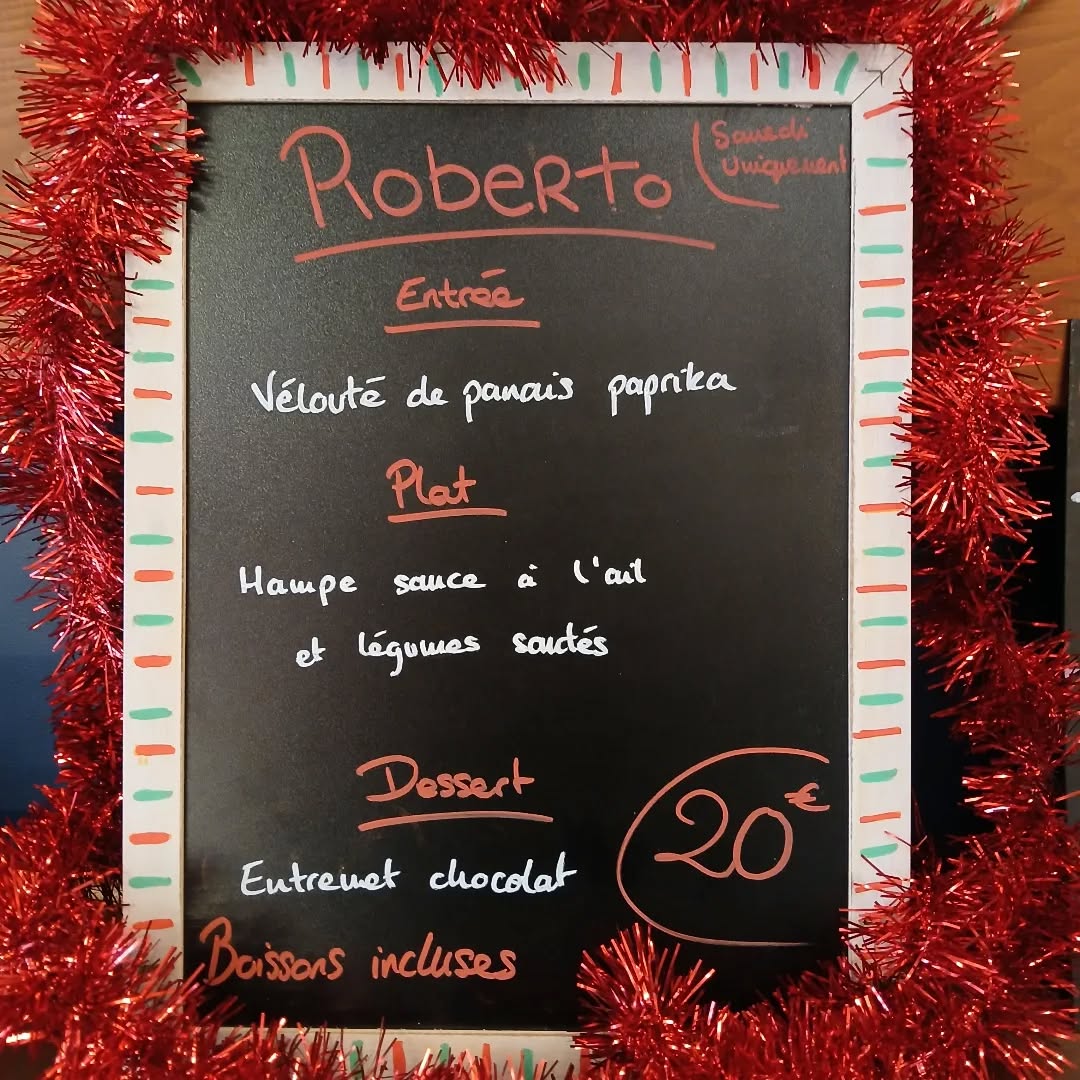 Roberto
Samedi
Uniquement
Entrée
Vélouté de panais paprika
Plat
Hampe sauce à l'ail
et légumes sautés
Dessert
20€
Entremet chocolat
Boissons incluses